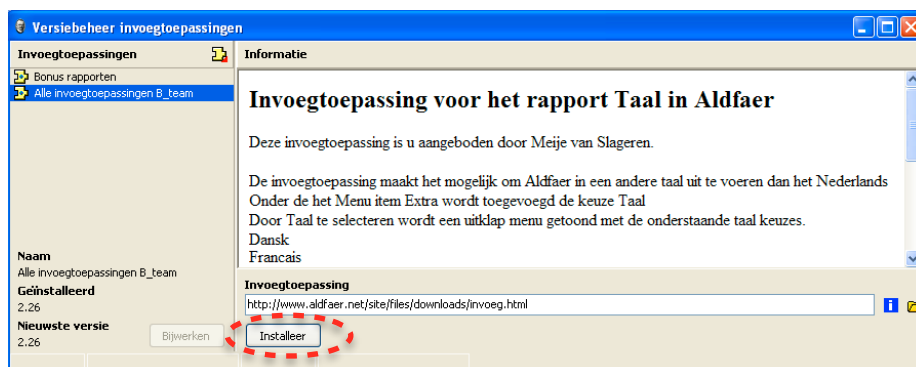 Versiebeheer invoegtoepassingen
Invoegtoepassingen
Informatie
Bonus rapporten
Alle invoegtoepassingen B_team
Invoegtoepassing voor het rapport Taal in Aldfaer
Deze invoegtoepassing is u aangeboden door Meije van Slageren.
De invoegtoepassing maakt het mogelijk om Aldfaer in een andere taal uit te voeren dan het Nederlands
Onder de het Menu item Extra wordt toegevoegd de keuze Taal
Door Taal te selecteren wordt een uitklap menu getoond met de onderstaande taal keuzes.
Dansk
Francais
Naam
Alle invoegtoepassingen B_team
Geïnstalleerd
2.26
Nieuwste versie
2.26
Bijwerken
Invoegtoepassing
http://www.aldfaer.net/site/files/downloads/invoeg.html
Installeer